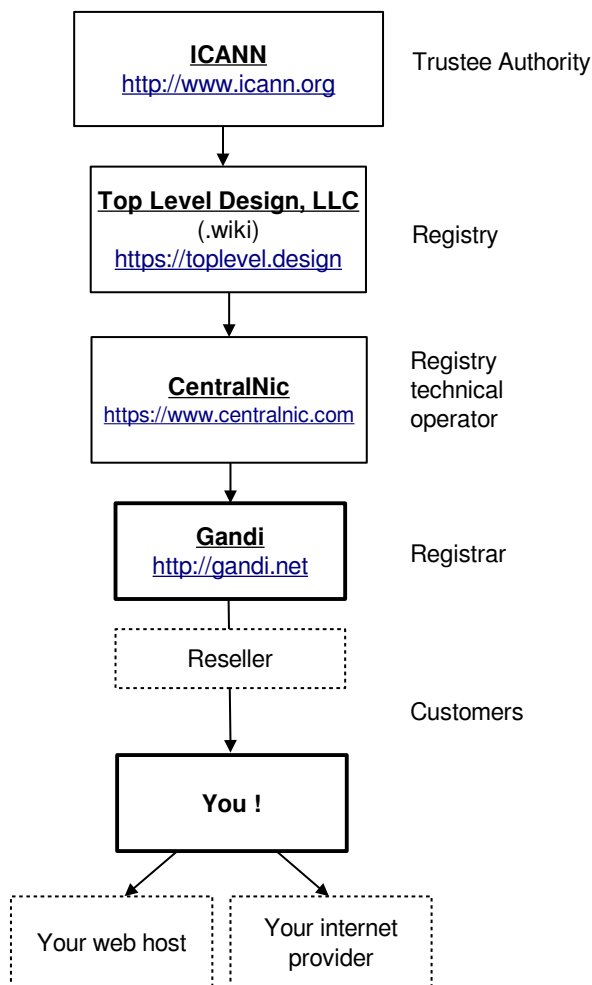 ICANN
http://www.icann.org
Trustee Authority
Top Level Design, LLC
(.wiki)
https://toplevel.design
Registry
CentralNic
https://www.centralnic.com
Registry
technical
operator
Gandi
http://gandi.net
Registrar
Reseller
Customers
You !
Your web host
Your internet
provider